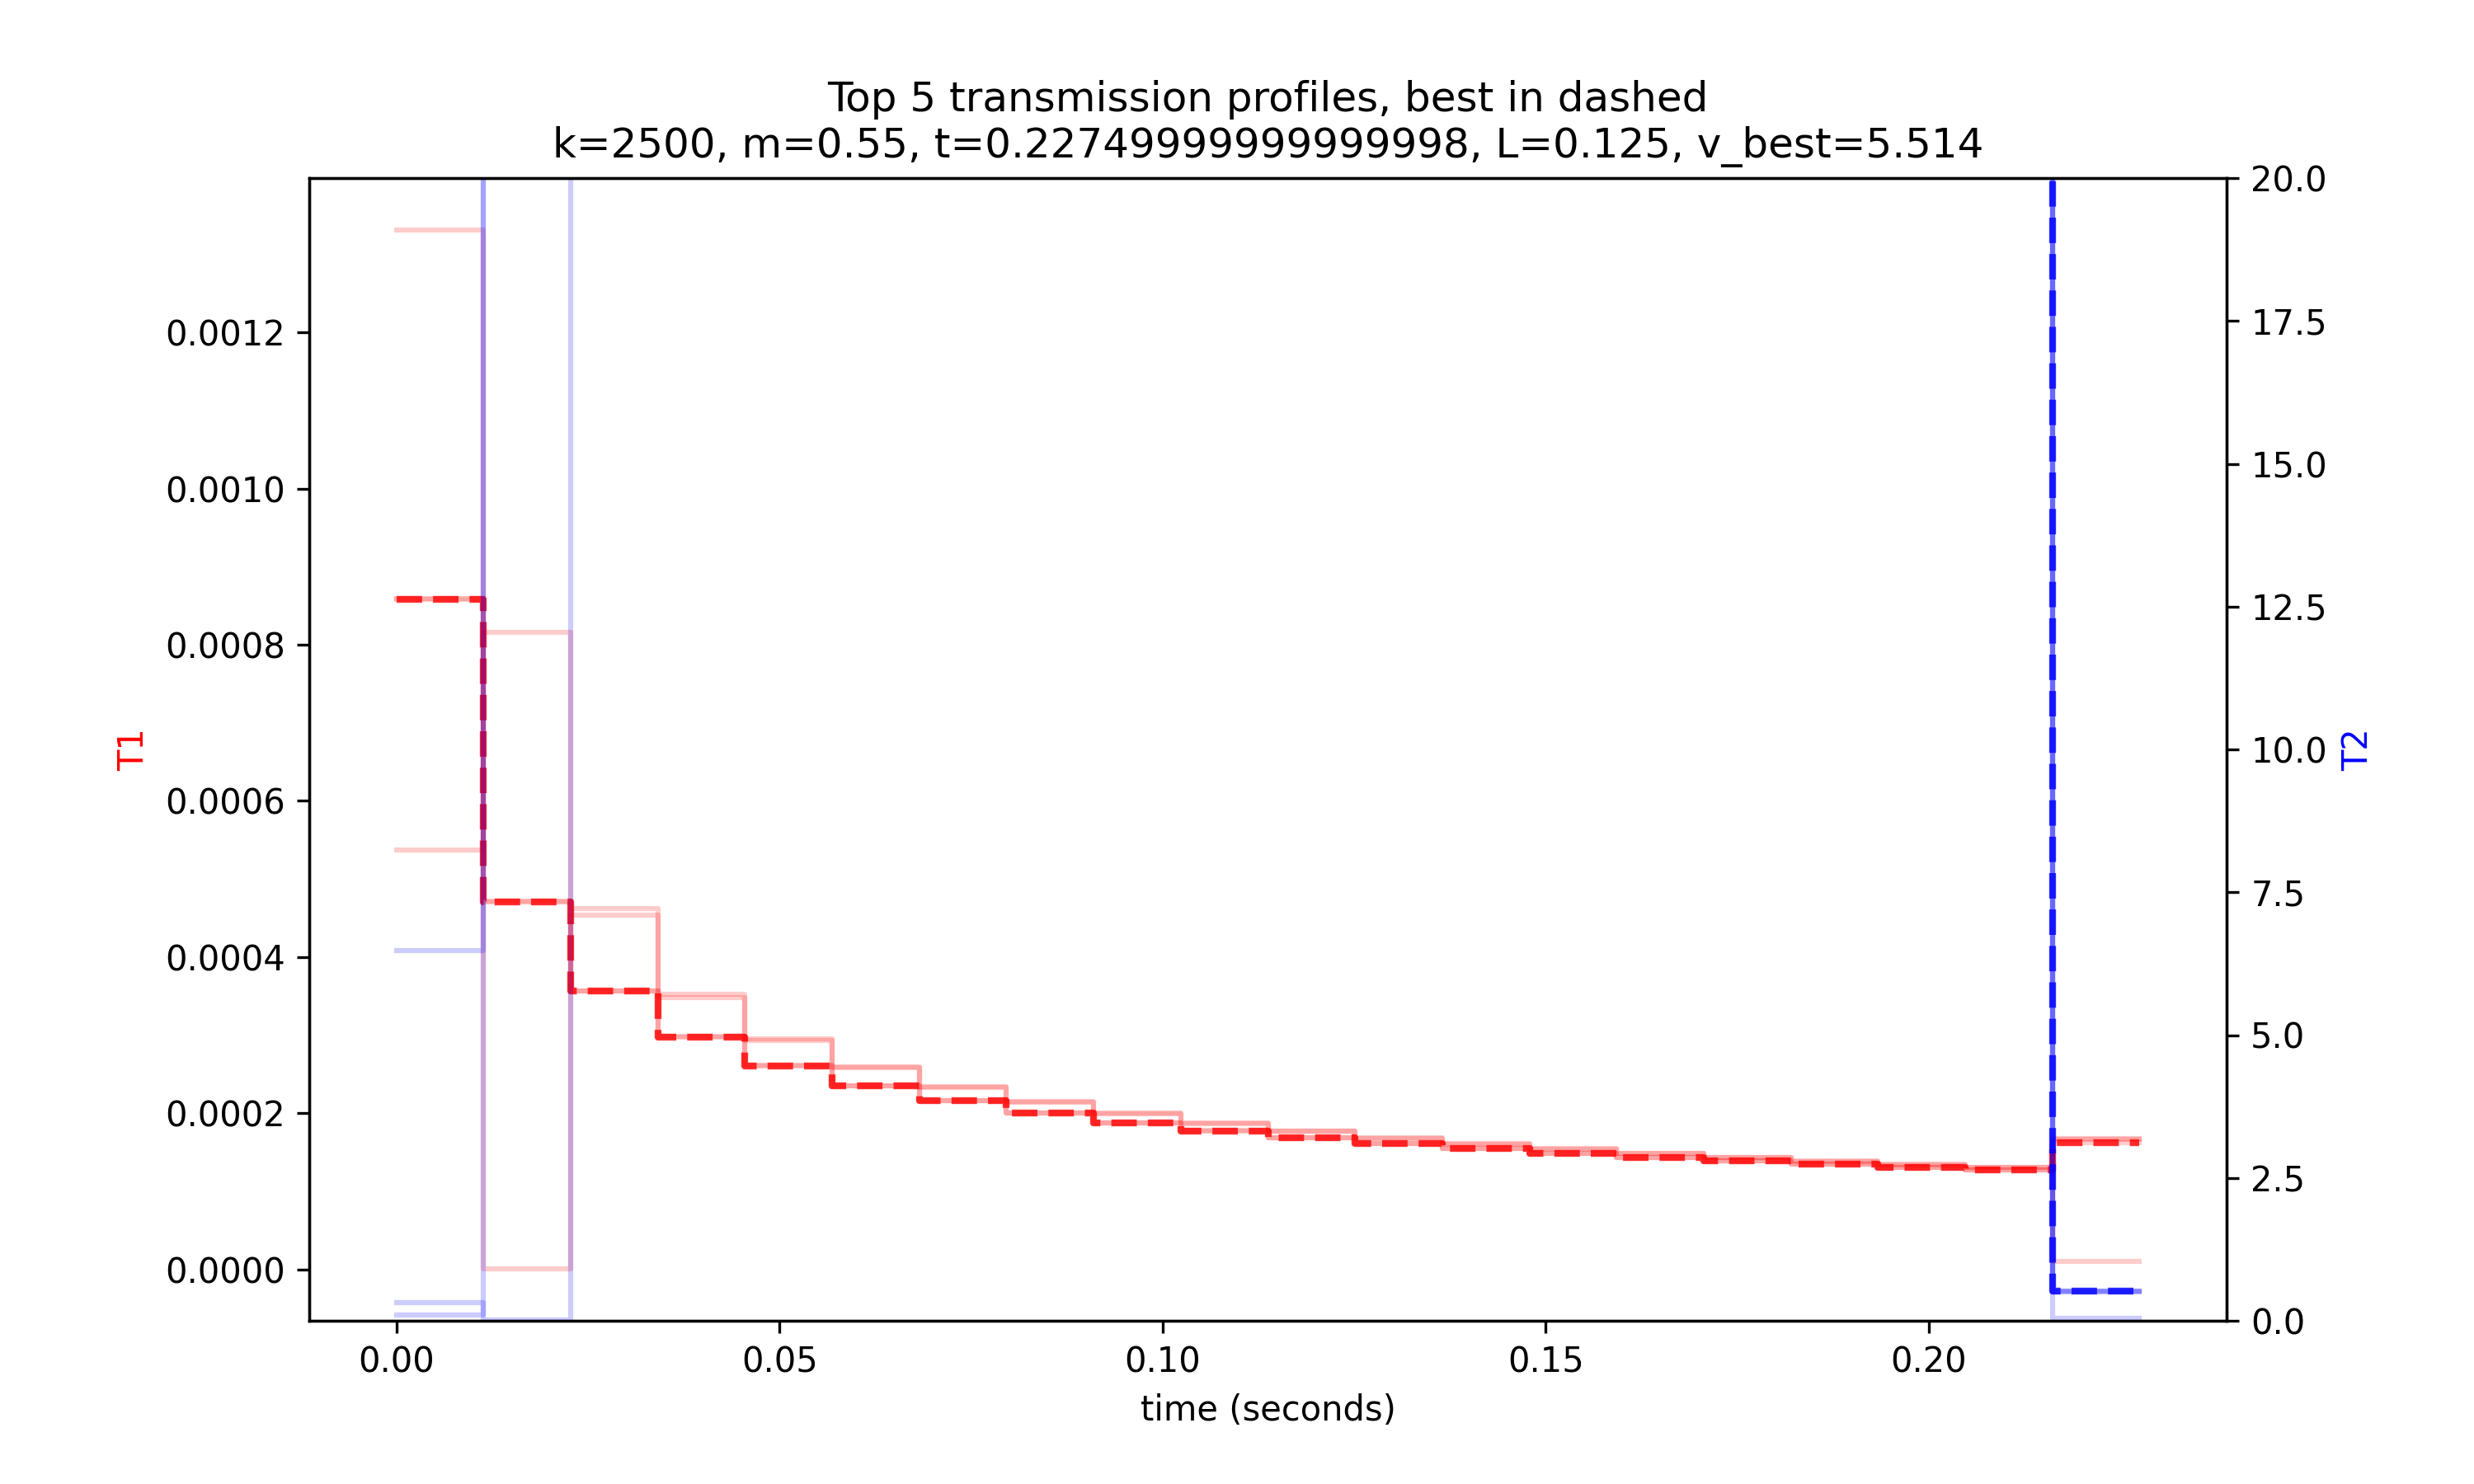 Top 5 transmission profiles, best in dashed
k=2500, m=0.55, t=0.22749999999999998, L=0.125, v_best=5.514
0.0012
0.0010
0.0008
0.0006
0.0004
0.0002
0.0000
T1
20.0
17.5
15.0
12.5
10.0
7.5
5.0
2.5
0.0
T2
0.00 0.05 0.10 0.15 0.20
time (seconds)